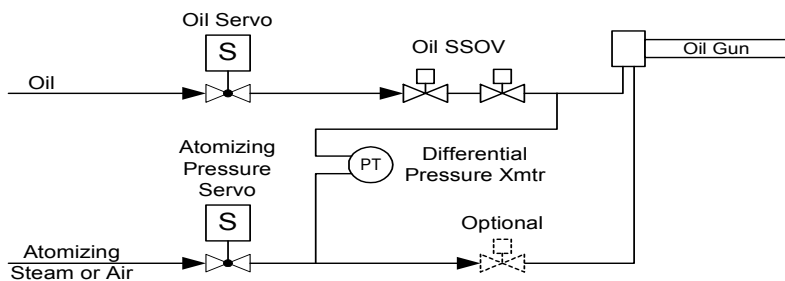 Oil Servo
S
Oil SSOV
Oil Gun
Oil
Atomizing
Pressure
Servo
PT
Differential
Pressure Xmtr
S
Optional
Atomizing
Steam or Air